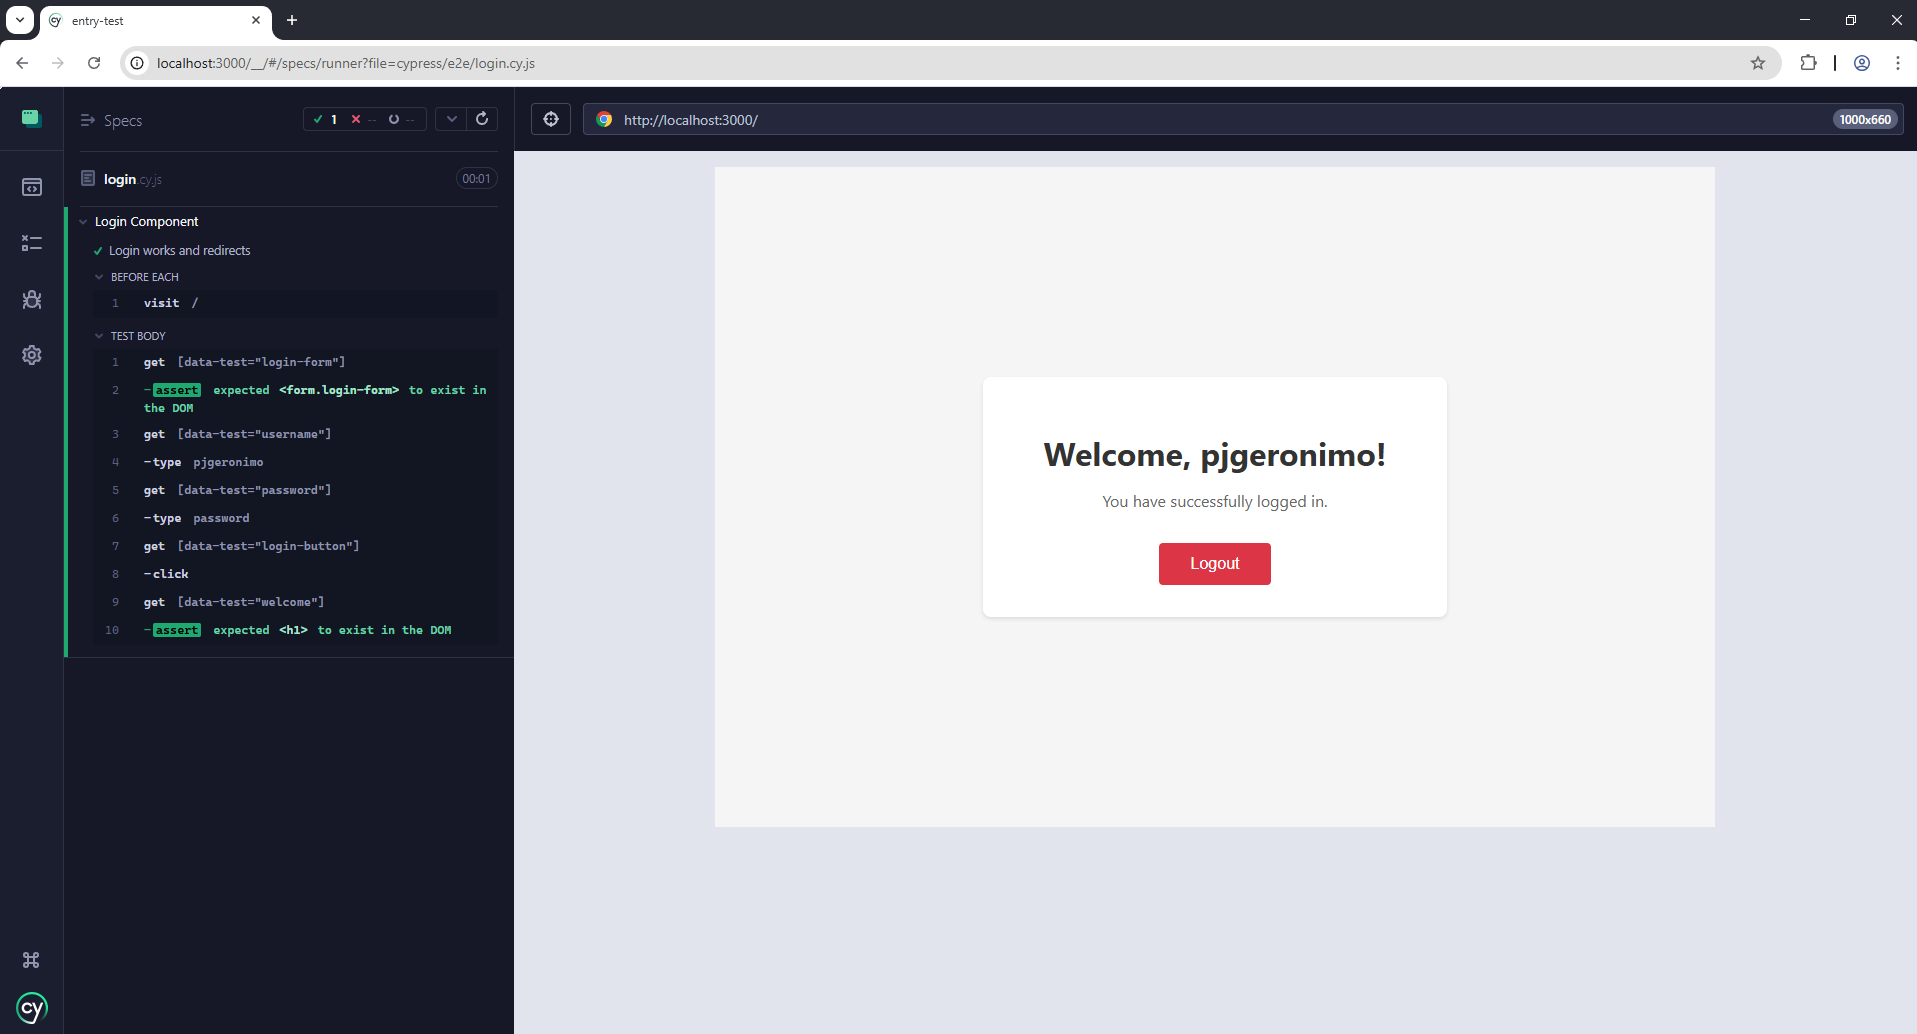 entry-test
localhost:3000/__/#/specs/runner?file=cypress/e2e/login.cy.js
Specs
1 -- --
http://localhost:3000/
1000x660
login.cy.js
00:01
Login Component
Login works and redirects
BEFORE EACH
1 visit /
TEST BODY
1 get [data-test="login-form"]
2 -assert expected <form.login-form> to exist in
the DOM
3 get [data-test="username"]
4 -type pjgeronimo
5 get [data-test="password"]
6 -type password
7 get [data-test="login-button"]
8 -click
9 get [data-test="welcome"]
10 -assert expected <h1> to exist in the DOM
Welcome, pjgeronimo!
You have successfully logged in.
Logout
cy